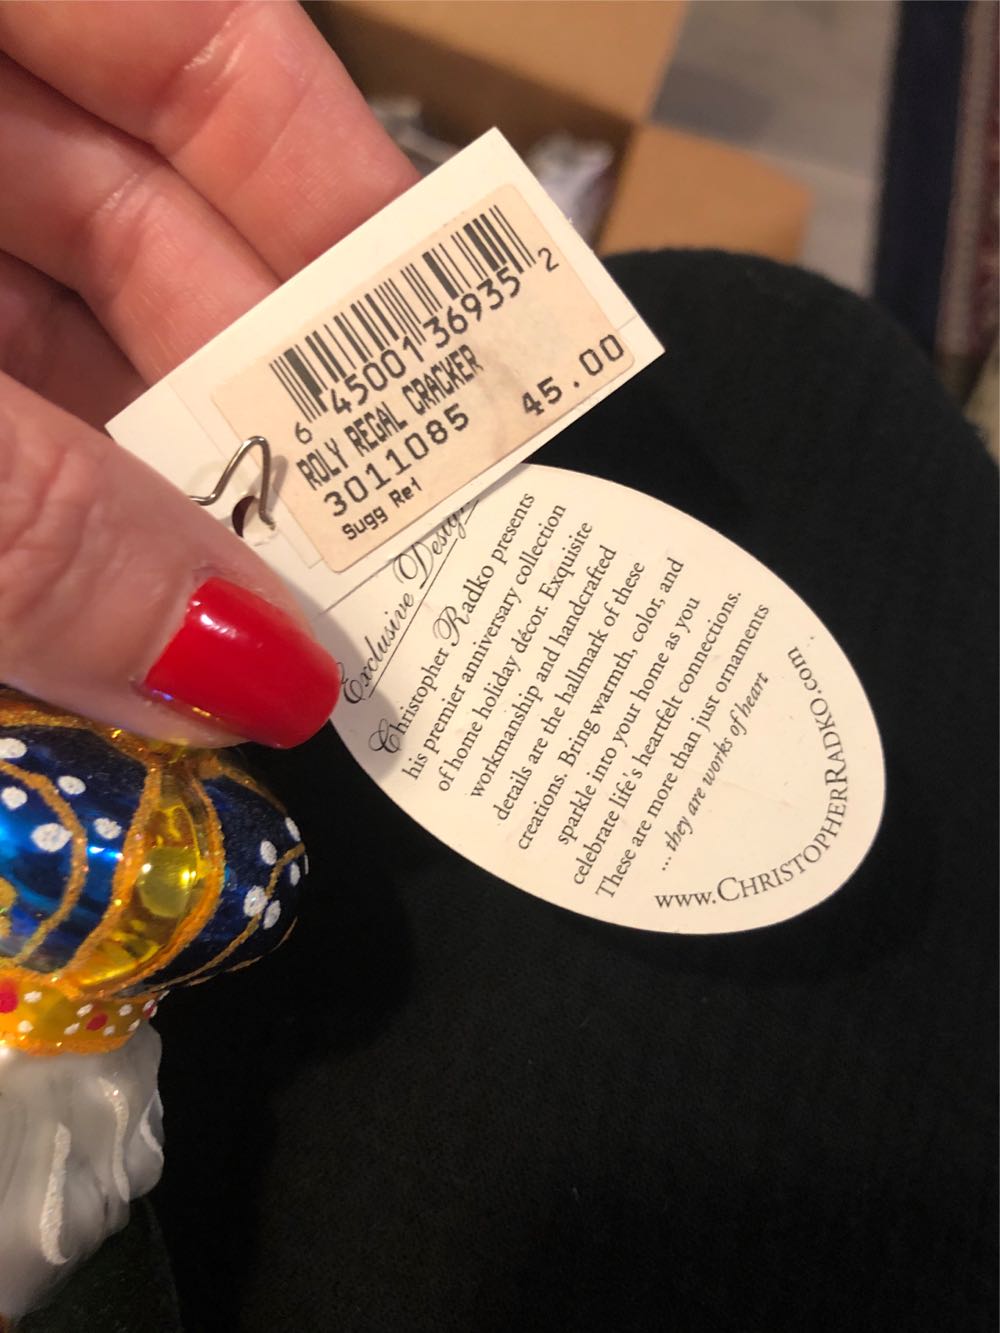 6 45001 36935 2
ROLY REGAL CRACKER
3011085 45.00
Sugg Ret
Exclusive
Christopher Radko presents
his premier anniversary collection
of home holiday décor. Exquisite
workmanship and handcrafted
details are the hallmark of these
creations. Bring warmth, color, and
sparkle into your home as you
celebrate life's heartfelt connections.
These are more than just ornaments
... they are works of heart
www.ChristopherRadko.com